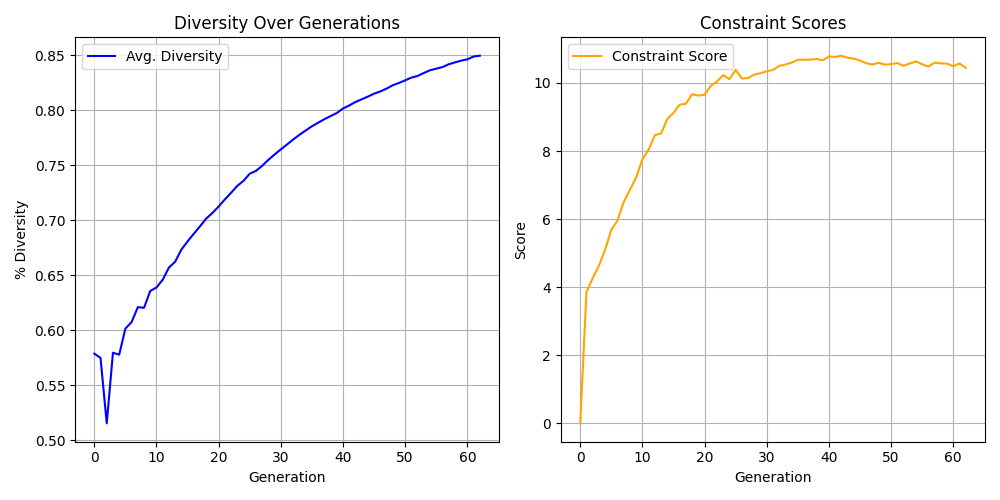 Diversity Over Generations
Avg. Diversity
% Diversity
0.85
0.80
0.75
0.70
0.65
0.60
0.55
0.50
0 10 20 30 40 50 60
Generation
Constraint Scores
Constraint Score
Score
10
8
6
4
2
0
0 10 20 30 40 50 60
Generation